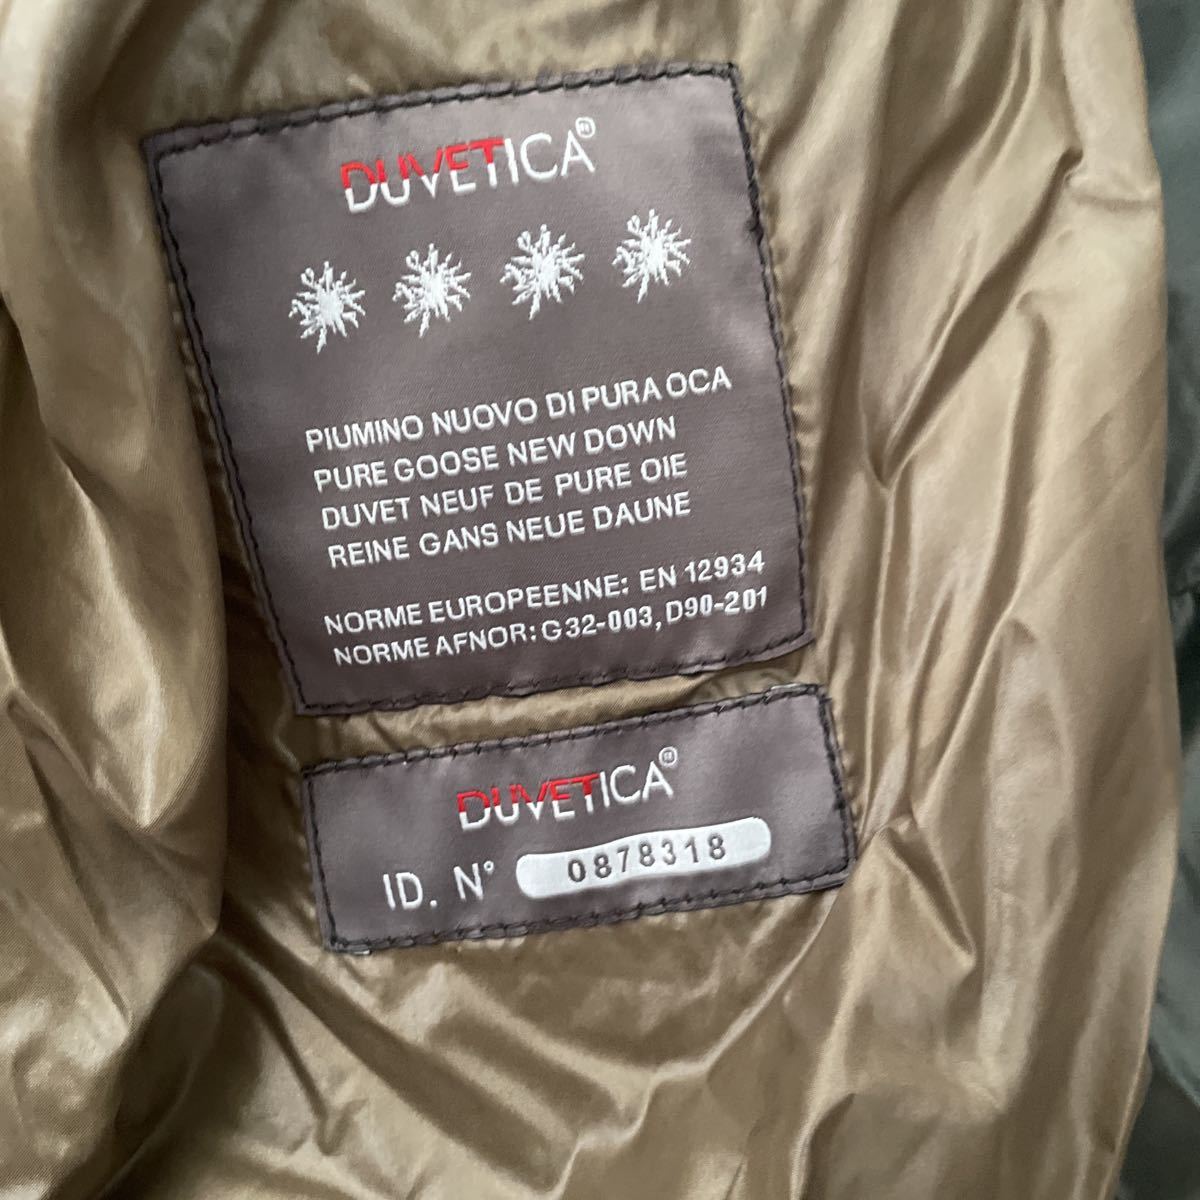 DUVETICA®
PIUMINO NUOVO DI PURA OCA
PURE GOOSE NEW DOWN
DUVET NEUF DE PURE OIE
REINE GANS NEUE DAUNE
NORME EUROPEENNE: EN 12934
NORME AFNOR: G32-003, D90-201
DUVETICA®
ID. N° 0878318